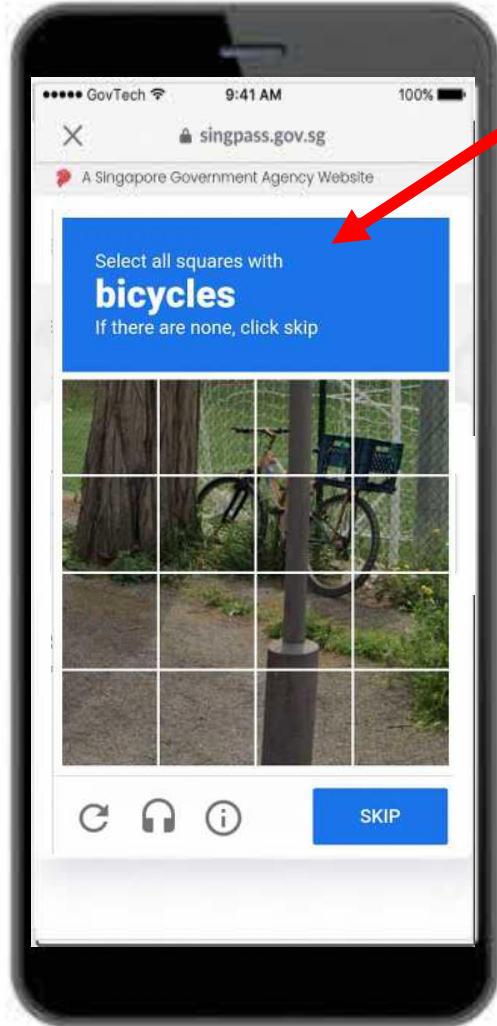 GovTech 9:41 AM 100%
singpass.gov.sg
A Singapore Government Agency Website
Select all squares with
bicycles
If there are none, click skip
SKIP